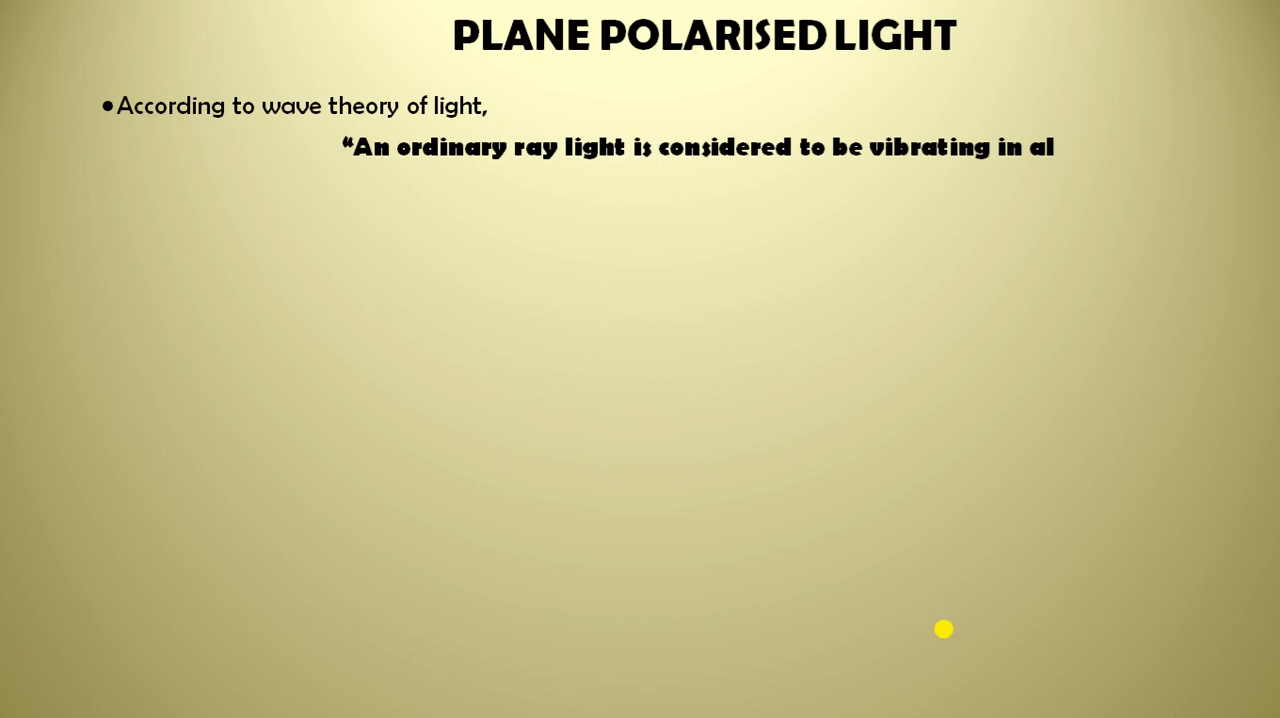 PLANE POLARISED LIGHT
•According to wave theory of light,
“An ordinary ray light is considered to be vibrating in al